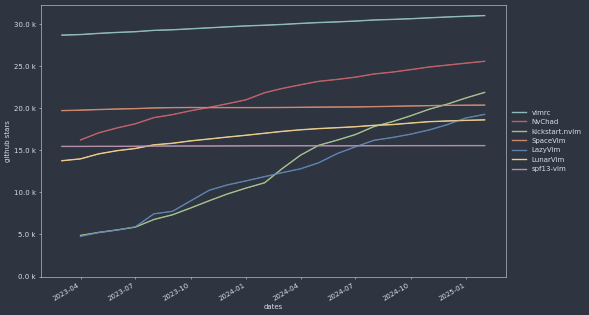 30.0 k
25.0 k
20.0 k
15.0 k
10.0 k
5.0 k
0.0 k
github stars
2023-04
2023-07
2023-10
2024-01
2024-04
2024-07
2024-10
2025-01
dates
vimrc
NvChad
kickstart.nvim
SpaceVim
LazyVim
LunarVim
spf13-vim